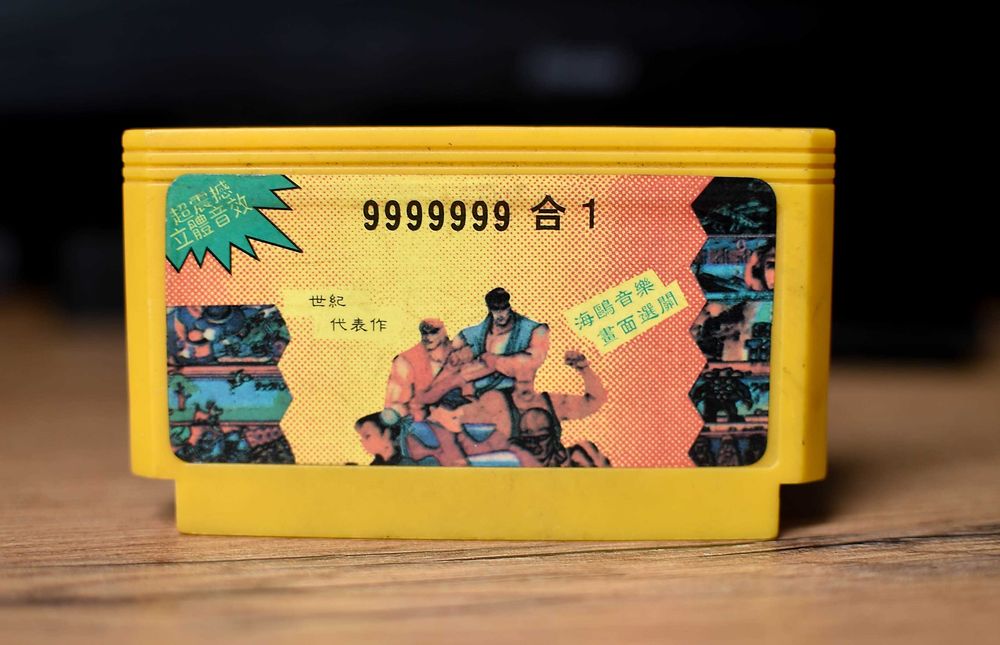 超震撼
立體音效
9999999 合 1
世紀
代表作
海鷗音樂
畫面選關